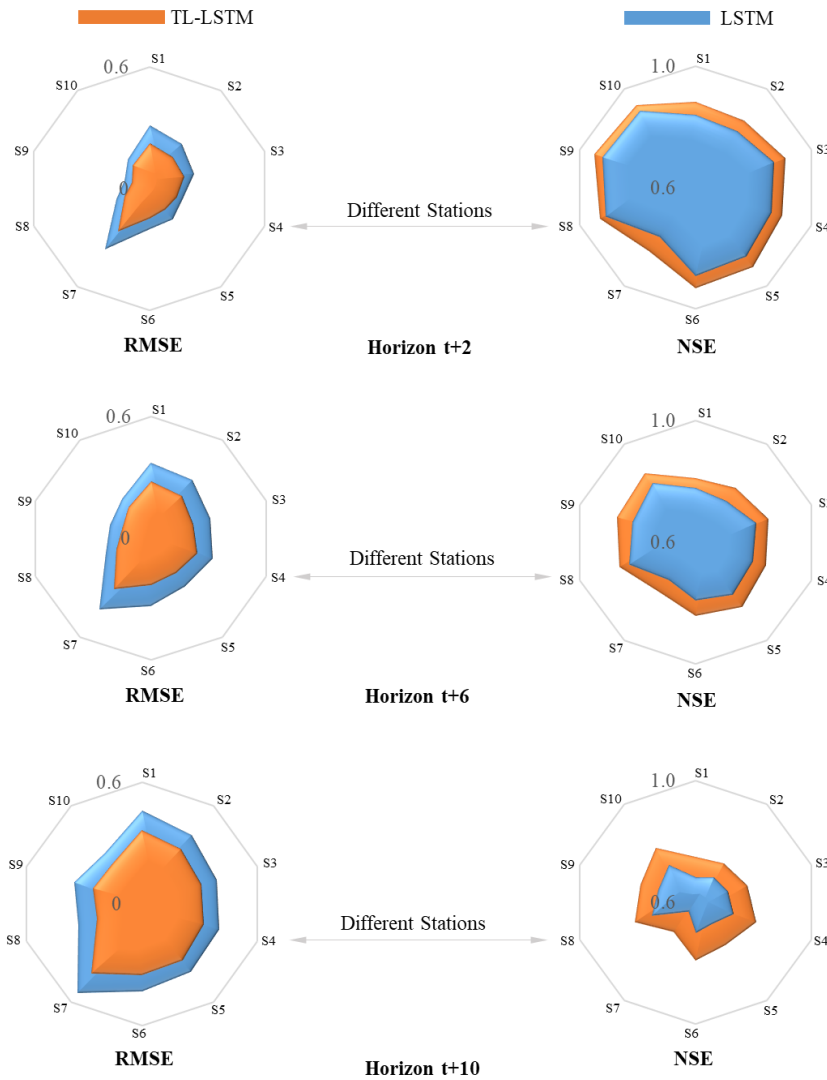 TL-LSTM
LSTM
0.6
S1
S2
S3
S4
S5
S6
S7
S8
S9
S10
0
RMSE
Different Stations
Horizon t+2
1.0
S1
S2
S3
S4
S5
S6
S7
S8
S9
S10
0.6
NSE
0.6
S1
S2
S3
S4
S5
S6
S7
S8
S9
S10
0
RMSE
Different Stations
Horizon t+6
1.0
S1
S2
S4
S5
S6
S7
S8
S9
S10
0.6
NSE
0.6
S1
S2
S3
S4
S5
S6
S7
S8
S9
S10
0
RMSE
Different Stations
Horizon t+10
1.0
S1
S2
S3
S4
S5
S6
S7
S8
S9
S10
0.6
NSE